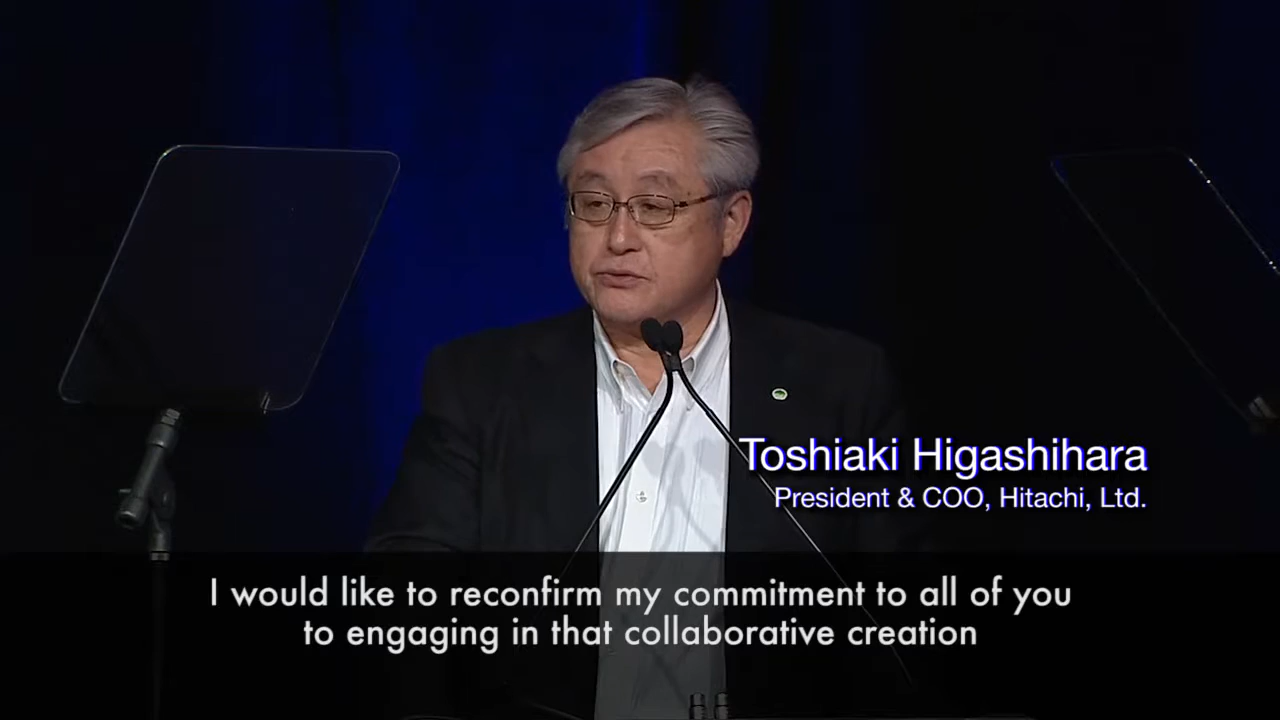 Toshiaki Higashihara
President & COO, Hitachi, Ltd.
I would like to reconfirm my commitment to all of you
to engaging in that collaborative creation